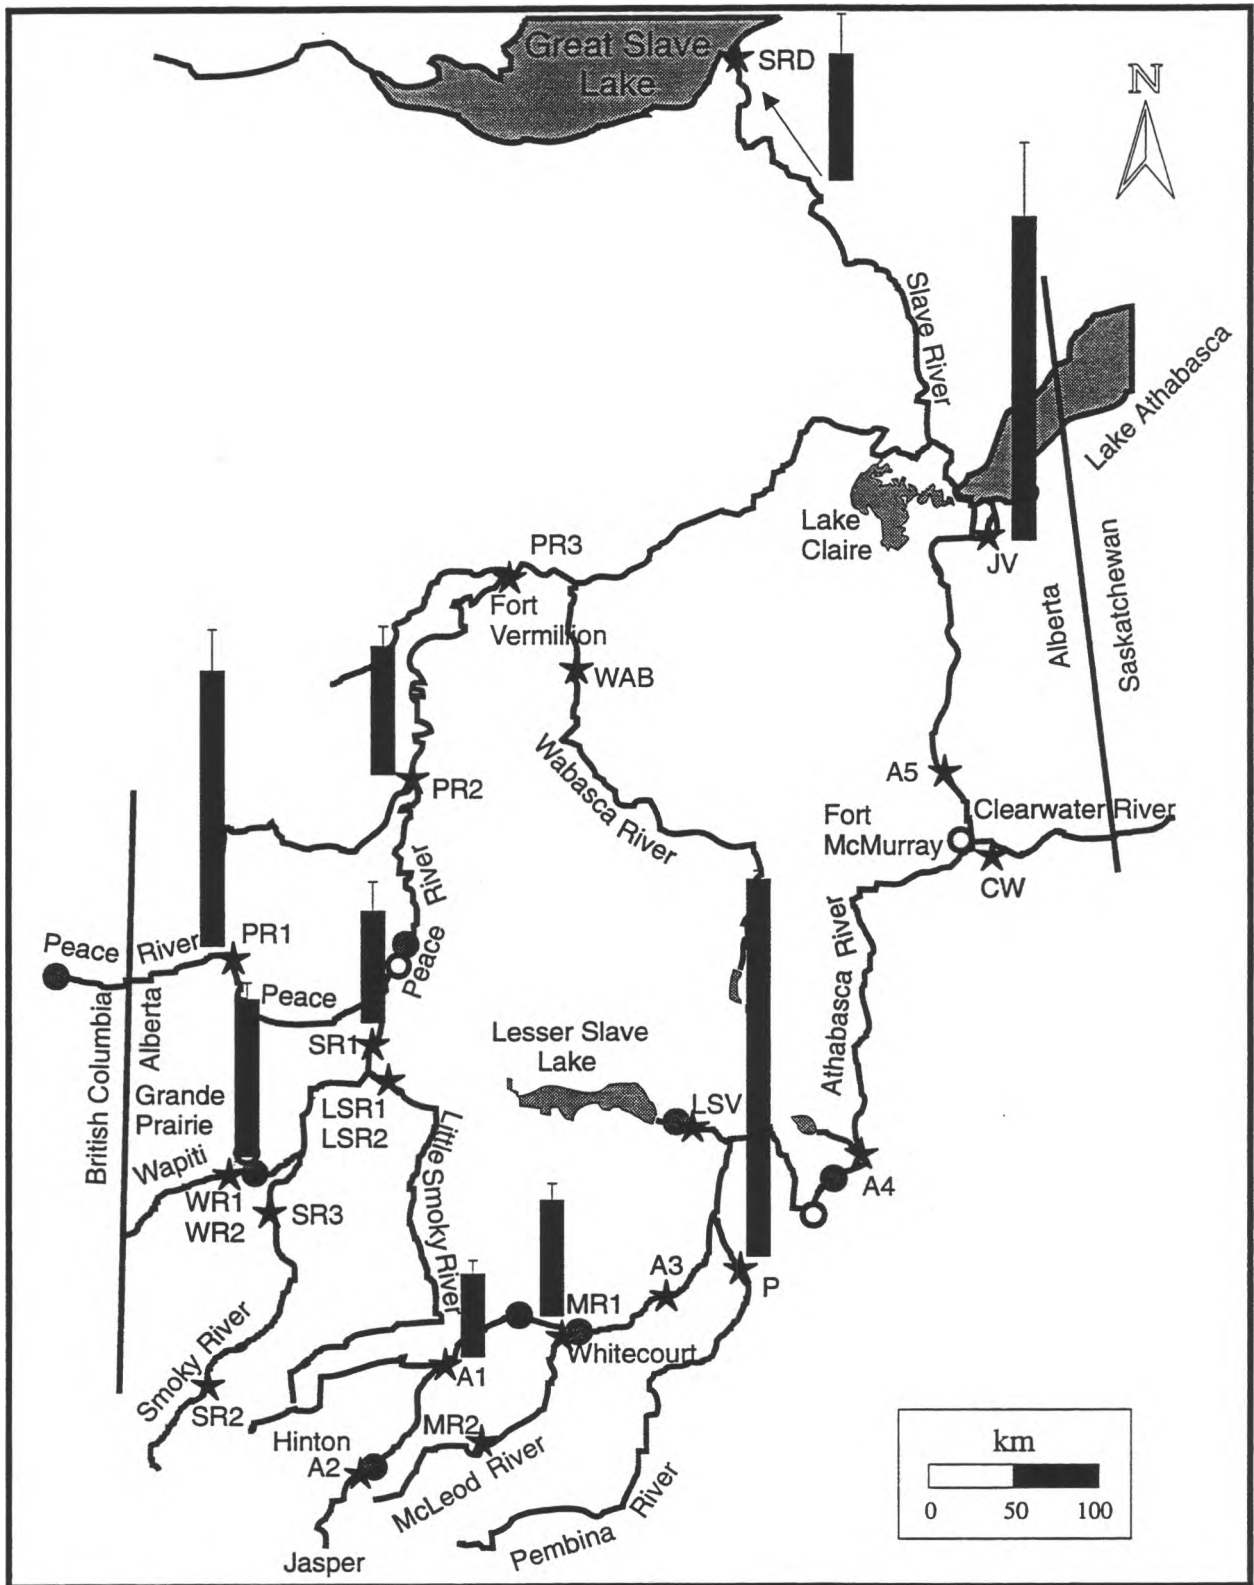 Great Slave
Lake
SRD
N
Slave River
Lake Athabasca
Lake
Claire
JV
Alberta
Saskatchewan
PR3
Fort
Vermillion
WAB
Wabasca River
PR2
A5
Fort
McMurray
Clearwater River
CW
Peace River
PR1
Peace River
Peace
Athabasca River
British Columbia
Alberta
SR1
Lesser Slave
Lake
LSV
Grande
Prairie
LSR1
LSR2
Little Smoky River
Wapiti
WR1
WR2
SR3
A4
A3
P
MR1
Whitecourt
A1
Smoky River
SR2
Hinton
A2
MR2
McLeod River
Pembina River
Jasper
km
0 50 100